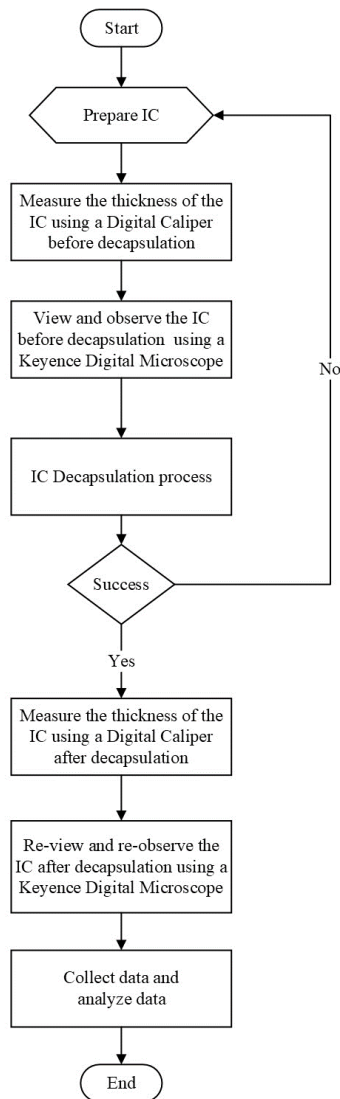 Start
Prepare IC
Measure the thickness of the
IC using a Digital Caliper
before decapsulation
View and observe the IC
before decapsulation using a
Keyence Digital Microscope
No
IC Decapsulation process
Success
Yes
Measure the thickness of the
IC using a Digital Caliper
after decapsulation
Re-view and re-observe the
IC after decapsulation using a
Keyence Digital Microscope
Collect data and
analyze data
End